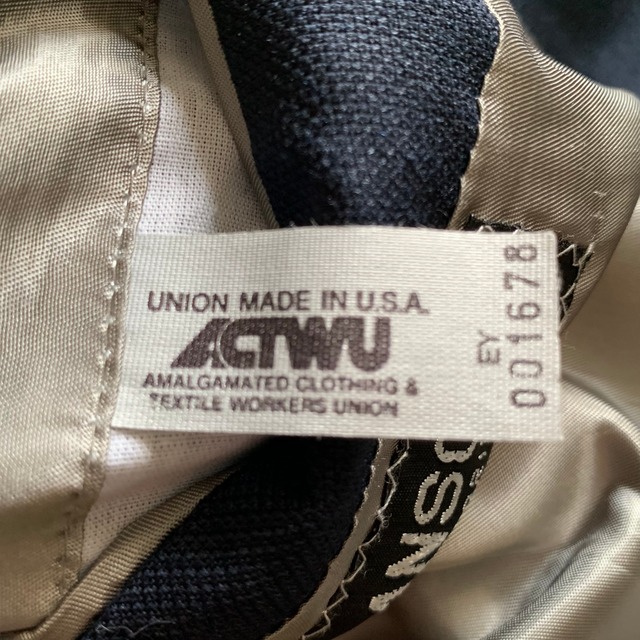 UNION MADE IN U.S.A.
ACTWU
AMALGAMATED CLOTHING &
TEXTILE WORKERS UNION
EY
001678